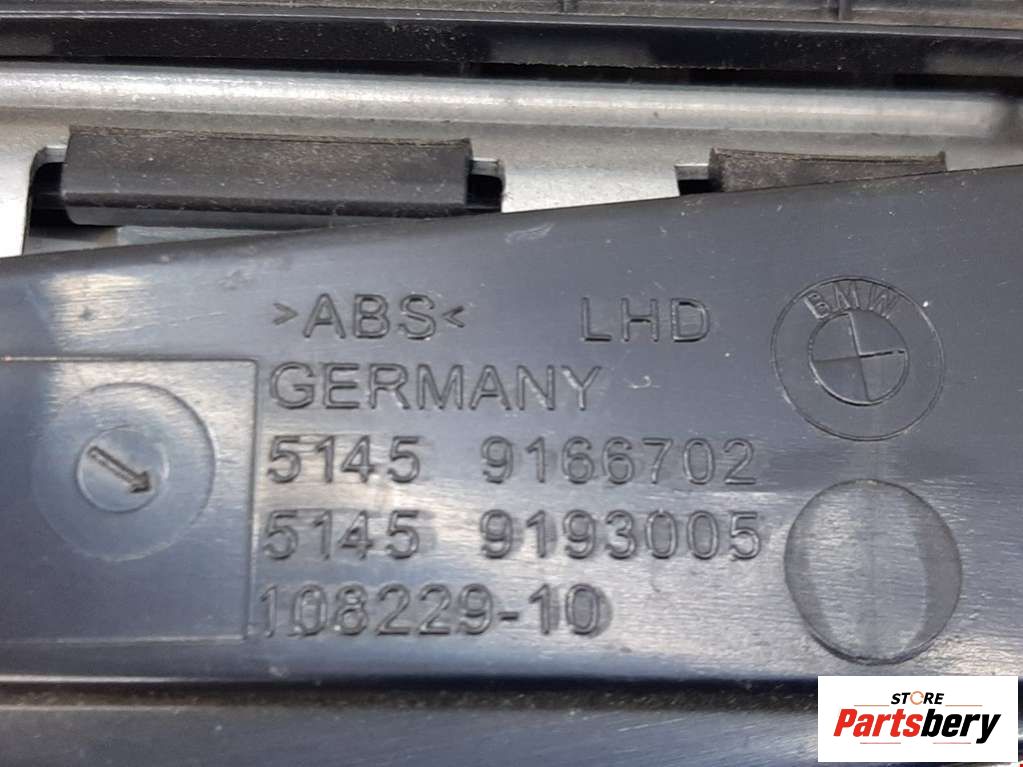 >ABS< LHD
BMW
GERMANY
5145 9166702
5145 9193005
108229-10
STORE
Partsbery